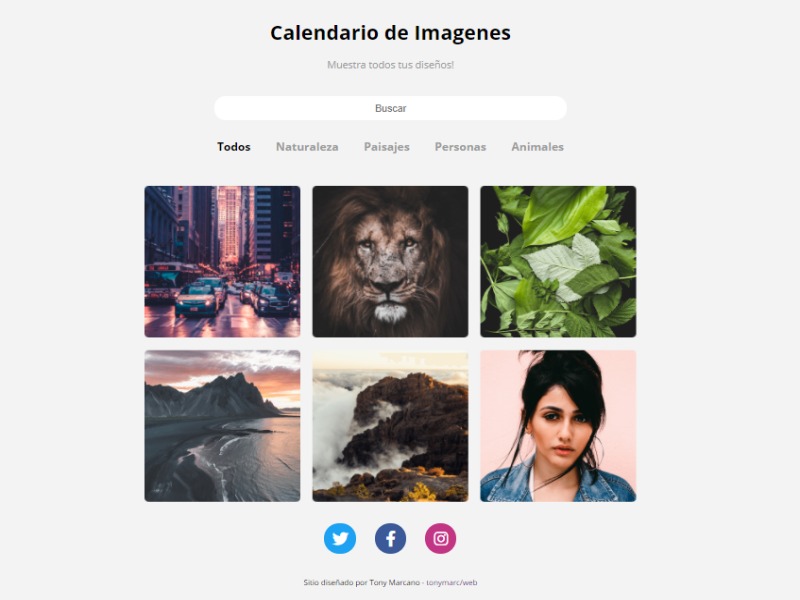 Calendario de Imagenes
Muestra todos tus diseños!
Buscar
Todos Naturaleza Paisajes Personas Animales
Sitio diseñado por Tony Marcano - tonymarc/web